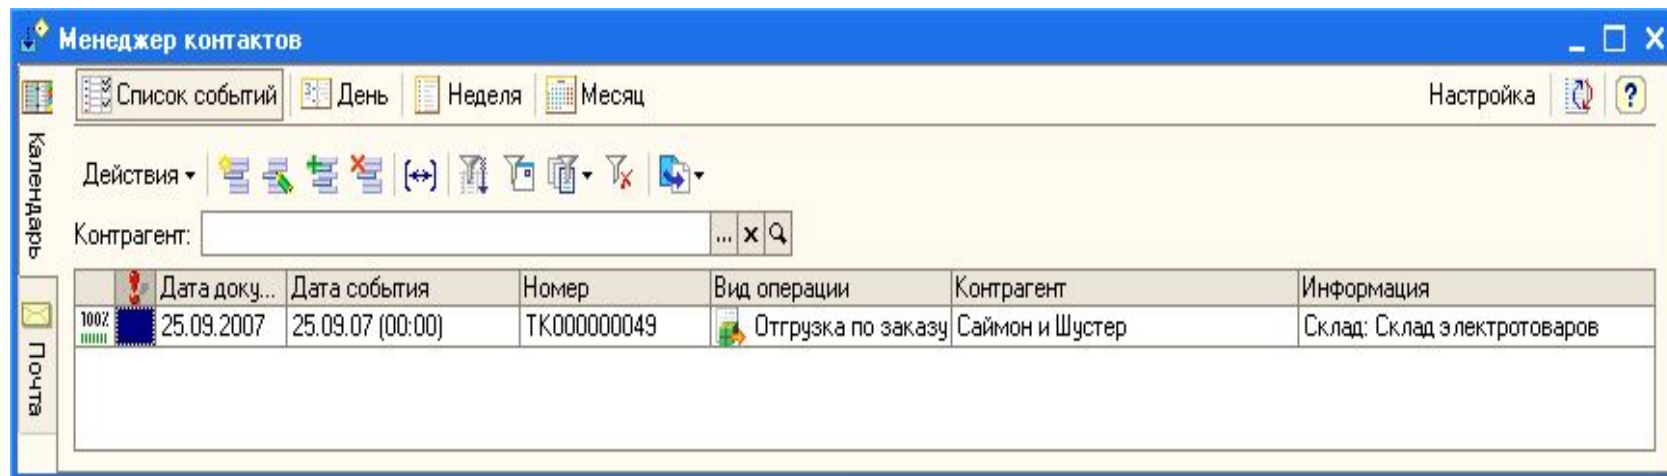 Менеджер контактов
Список событий День Неделя Месяц Настройка ?
Календарь
Действия
Контрагент: ...
Дата доку... Дата события Номер Вид операции Контрагент Информация
100% 25.09.2007 25.09.07 (00:00) ТК000000049 Отгрузка по заказу Саймон и Шустер Склад: Склад электротоваров
Почта